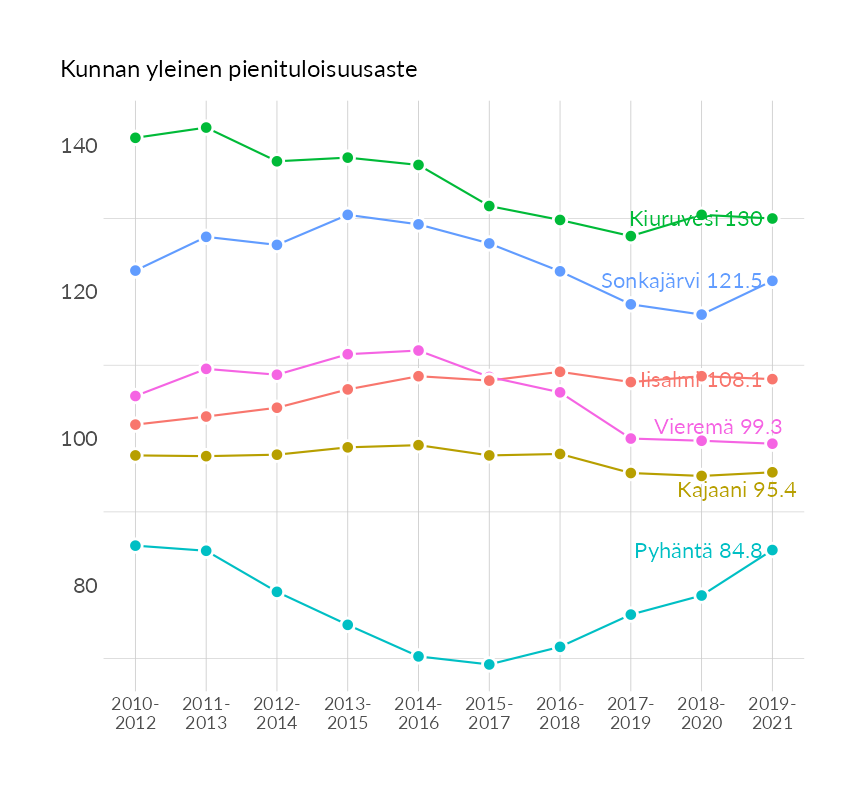 Kunnan yleinen pienituloisuusaste
140
120
100
80
Kiuruvesi 130
Sonkajärvi 121.5
Iisalmi 108.1
Vieremä 99.3
Kajaani 95.4
Pyhäntä 84.8
2010- 2011- 2012- 2013- 2014- 2015- 2016- 2017- 2018- 2019-
2012 2013 2014 2015 2016 2017 2018 2019 2020 2021